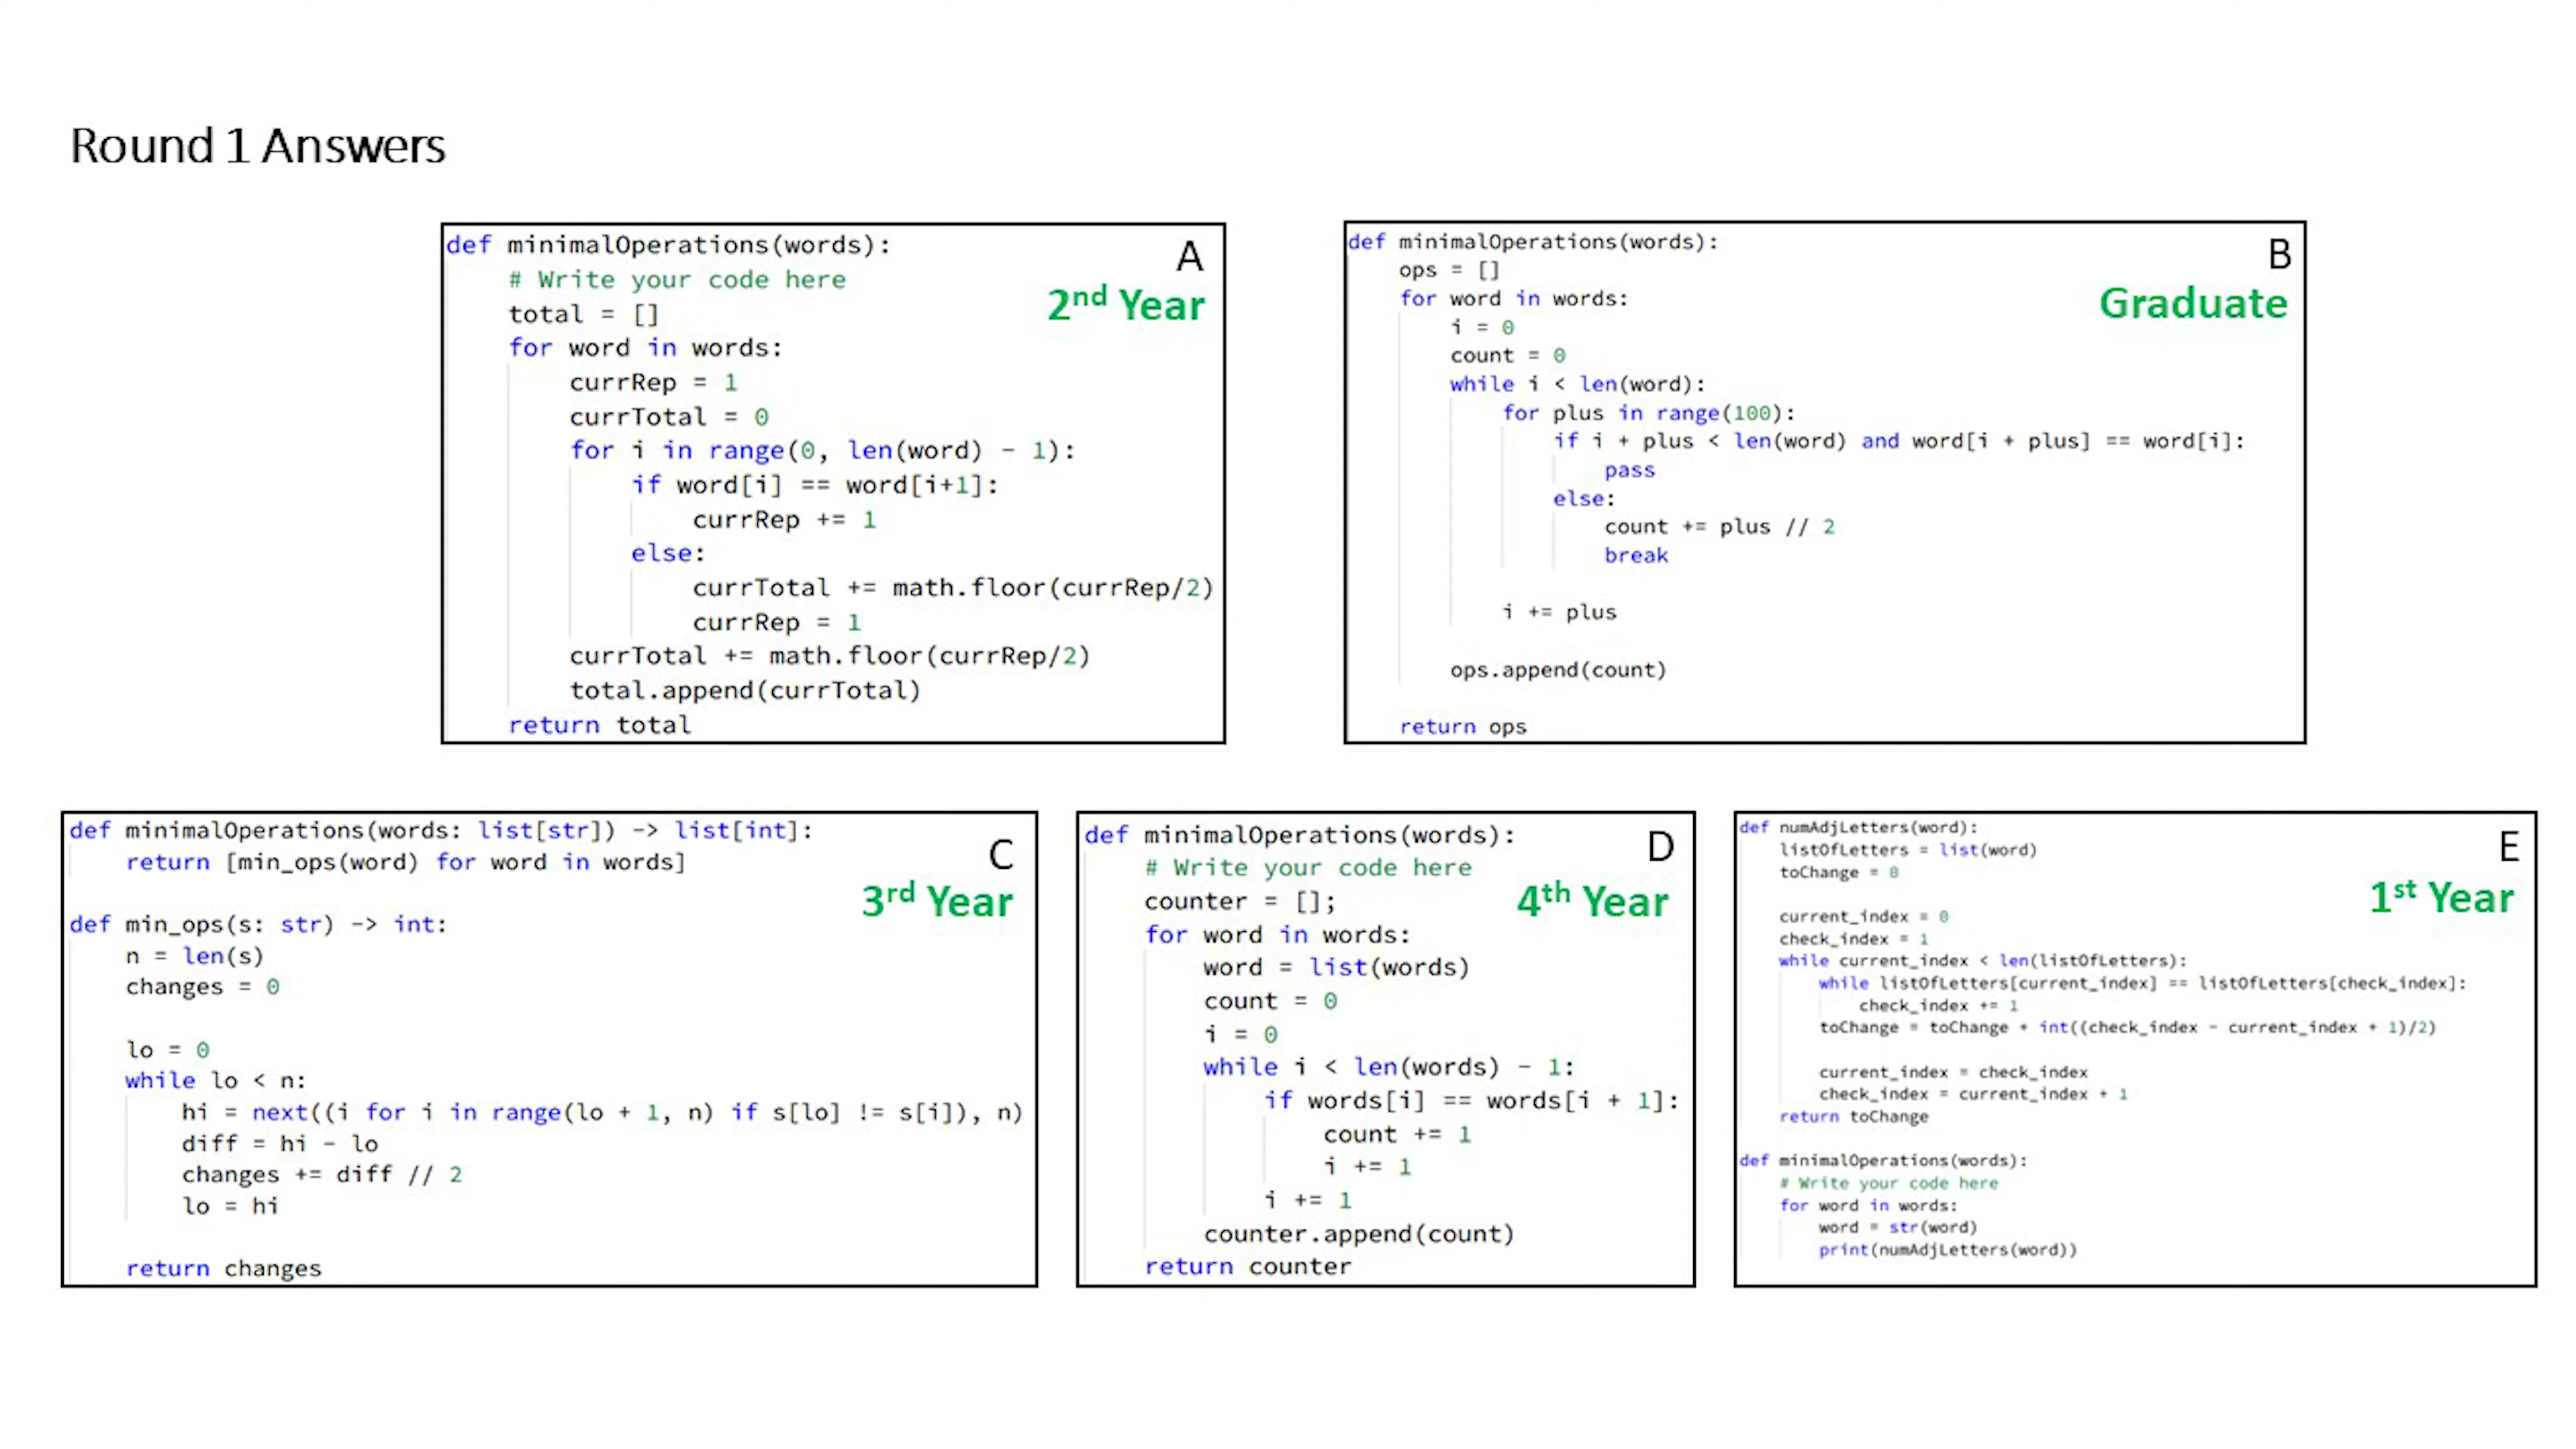 Round 1 Answers
A
2nd Year
def minimalOperations(words):
# Write your code here
total = []
for word in words:
currRep = 1
currTotal = 0
for i in range(0, len(word) - 1):
if word[i] == word[i+1]:
currRep += 1
else:
currTotal += math.floor(currRep/2)
currRep = 1
currTotal += math.floor(currRep/2)
total.append(currTotal)
return total
B
Graduate
def minimalOperations(words):
ops = []
for word in words:
i = 0
count = 0
while i < len(word):
for plus in range(100):
if i + plus < len(word) and word[i + plus] == word[i]:
pass
else:
count += plus // 2
break
i += plus
ops.append(count)
return ops
C
3rd Year
def minimalOperations(words: list[str]) -> list[int]:
return [min_ops(word) for word in words]
def min_ops(s: str) -> int:
n = len(s)
changes = 0
lo = 0
while lo < n:
hi = next((i for i in range(lo + 1, n) if s[lo] != s[i]), n)
diff = hi - lo
changes += diff // 2
lo = hi
return changes
D
4th Year
def minimalOperations(words):
# Write your code here
counter = [];
for word in words:
word = list(words)
count = 0
i = 0
while i < len(words) - 1:
if words[i] == words[i + 1]:
count += 1
i += 1
i += 1
counter.append(count)
return counter
E
1st Year
def numAdjLetters(word):
listOfLetters = list(word)
toChange = 0
current_index = 0
check_index = 1
while current_index < len(listOfLetters):
while listOfLetters[current_index] == listOfLetters[check_index]:
check_index += 1
toChange = toChange + int((check_index - current_index + 1)/2)
current_index = check_index
check_index = current_index + 1
return toChange
def minimalOperations(words):
# Write your code here
for word in words:
word = str(word)
print(numAdjLetters(word))